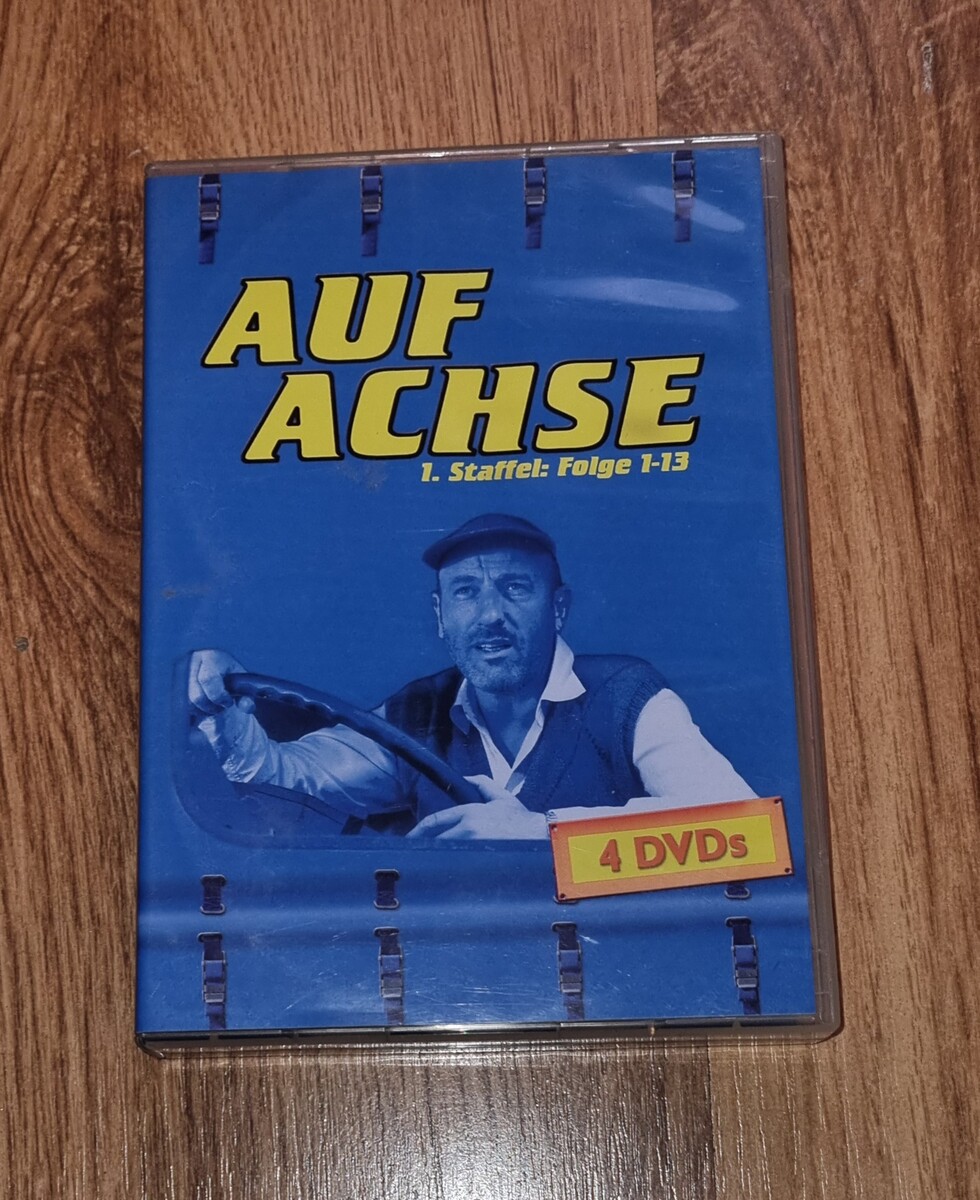 AUF
ACHSE
1. Staffel: Folge 1-13
4 DVDs